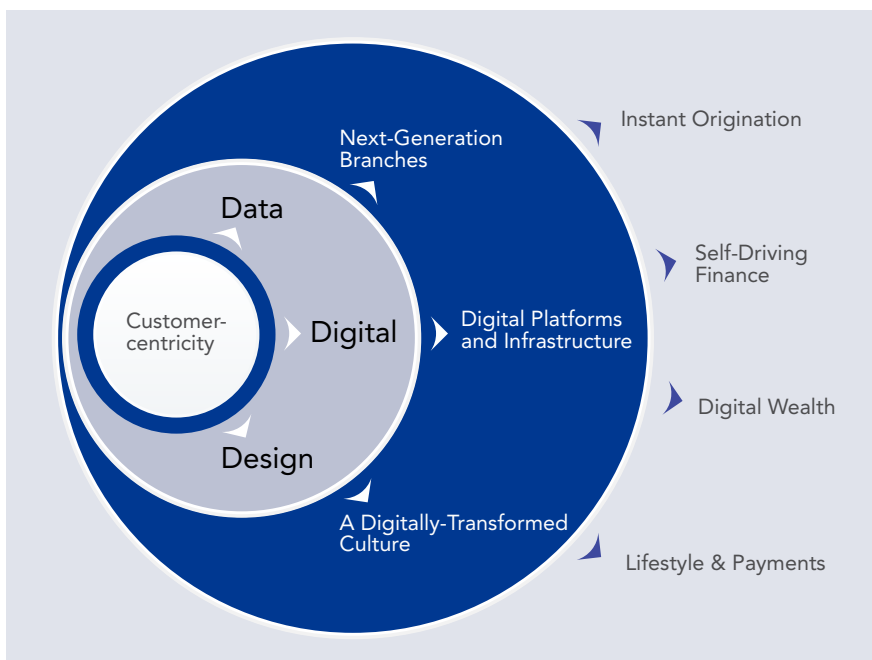 Customer-
centricity
Data
Digital
Design
Next-Generation
Branches
Digital Platforms
and Infrastructure
A Digitally-Transformed
Culture
Instant Origination
Self-Driving
Finance
Digital Wealth
Lifestyle & Payments